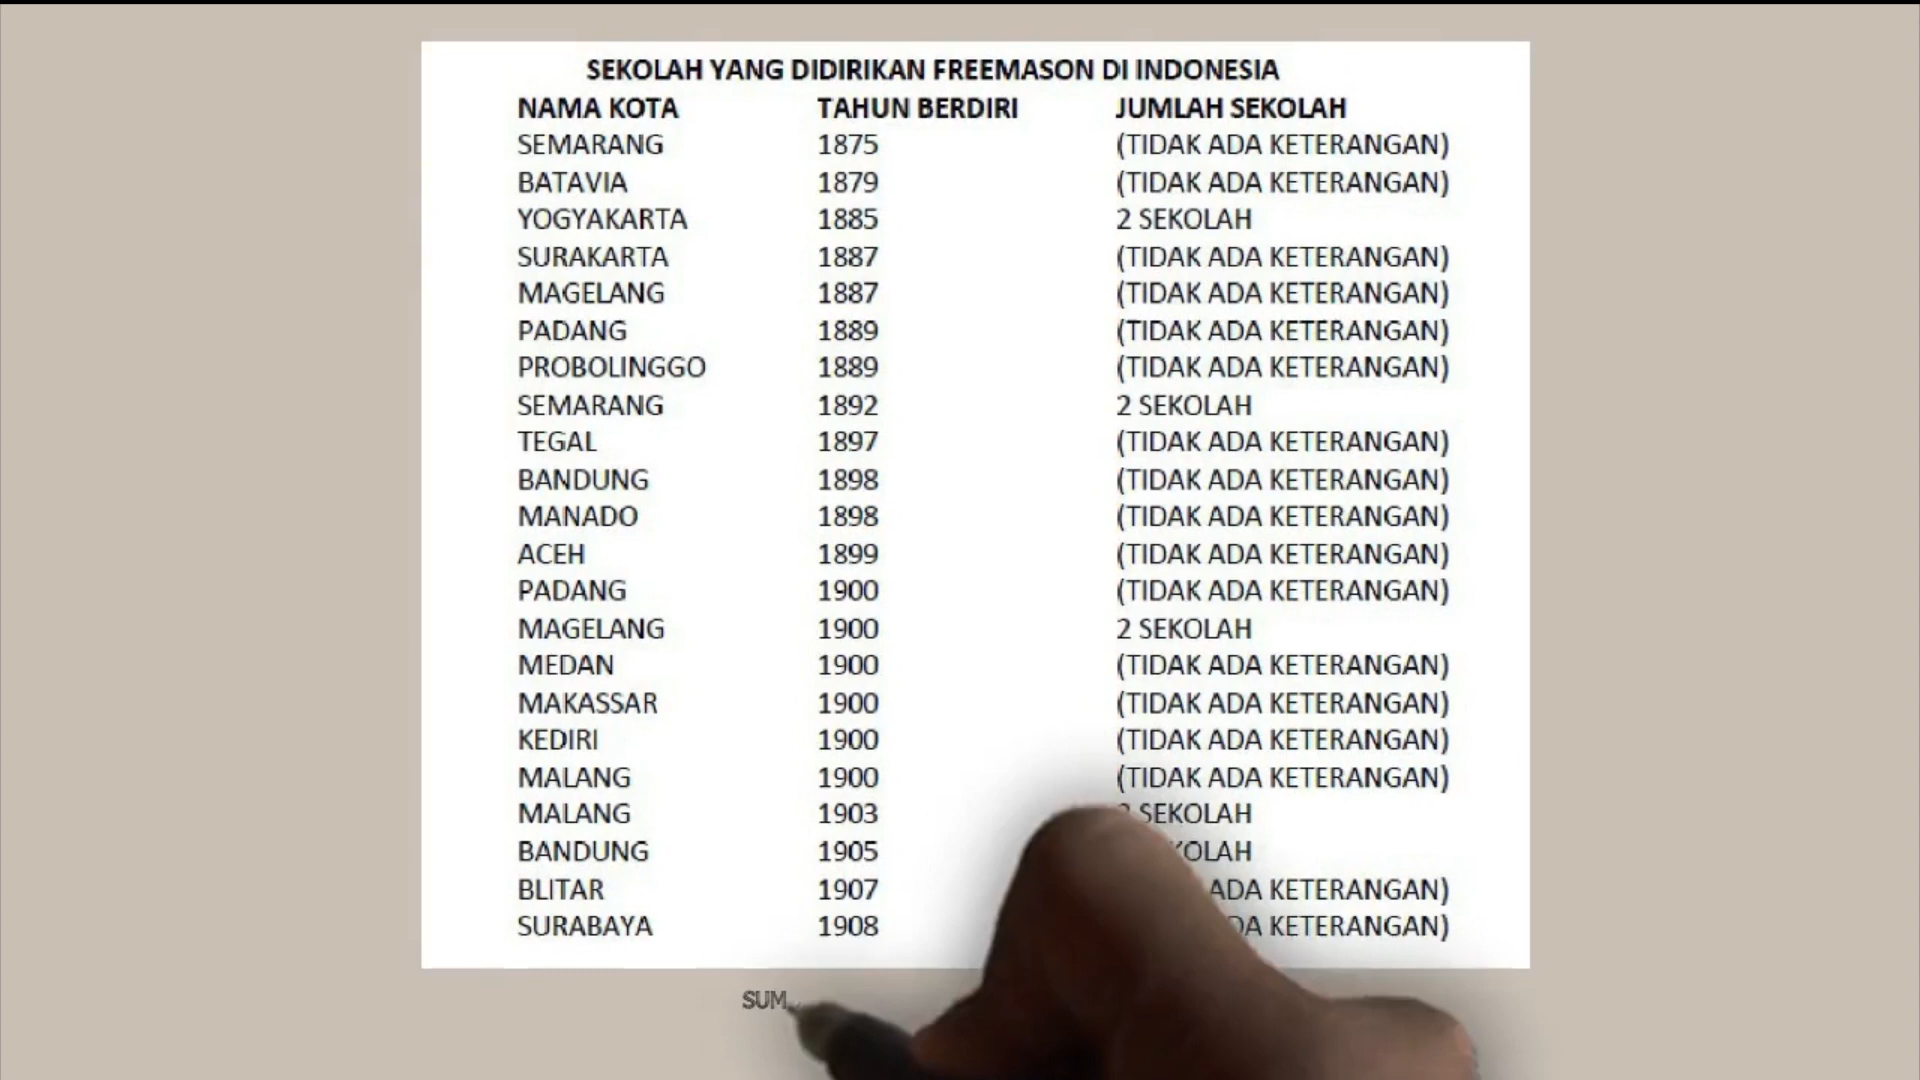 SEKOLAH YANG DIDIRIKAN FREEMASON DI INDONESIA
NAMA KOTA TAHUN BERDIRI JUMLAH SEKOLAH
SEMARANG 1875 (TIDAK ADA KETERANGAN)
BATAVIA 1879 (TIDAK ADA KETERANGAN)
YOGYAKARTA 1885 2 SEKOLAH
SURAKARTA 1887 (TIDAK ADA KETERANGAN)
MAGELANG 1887 (TIDAK ADA KETERANGAN)
PADANG 1889 (TIDAK ADA KETERANGAN)
PROBOLINGGO 1889 (TIDAK ADA KETERANGAN)
SEMARANG 1892 2 SEKOLAH
TEGAL 1897 (TIDAK ADA KETERANGAN)
BANDUNG 1898 (TIDAK ADA KETERANGAN)
MANADO 1898 (TIDAK ADA KETERANGAN)
ACEH 1899 (TIDAK ADA KETERANGAN)
PADANG 1900 (TIDAK ADA KETERANGAN)
MAGELANG 1900 2 SEKOLAH
MEDAN 1900 (TIDAK ADA KETERANGAN)
MAKASSAR 1900 (TIDAK ADA KETERANGAN)
KEDIRI 1900 (TIDAK ADA KETERANGAN)
MALANG 1900 (TIDAK ADA KETERANGAN)
MALANG 1903 SEKOLAH
BANDUNG 1905
BLITAR 1907 ADA KETERANGAN)
SURABAYA 1908 KETERANGAN)
SUM